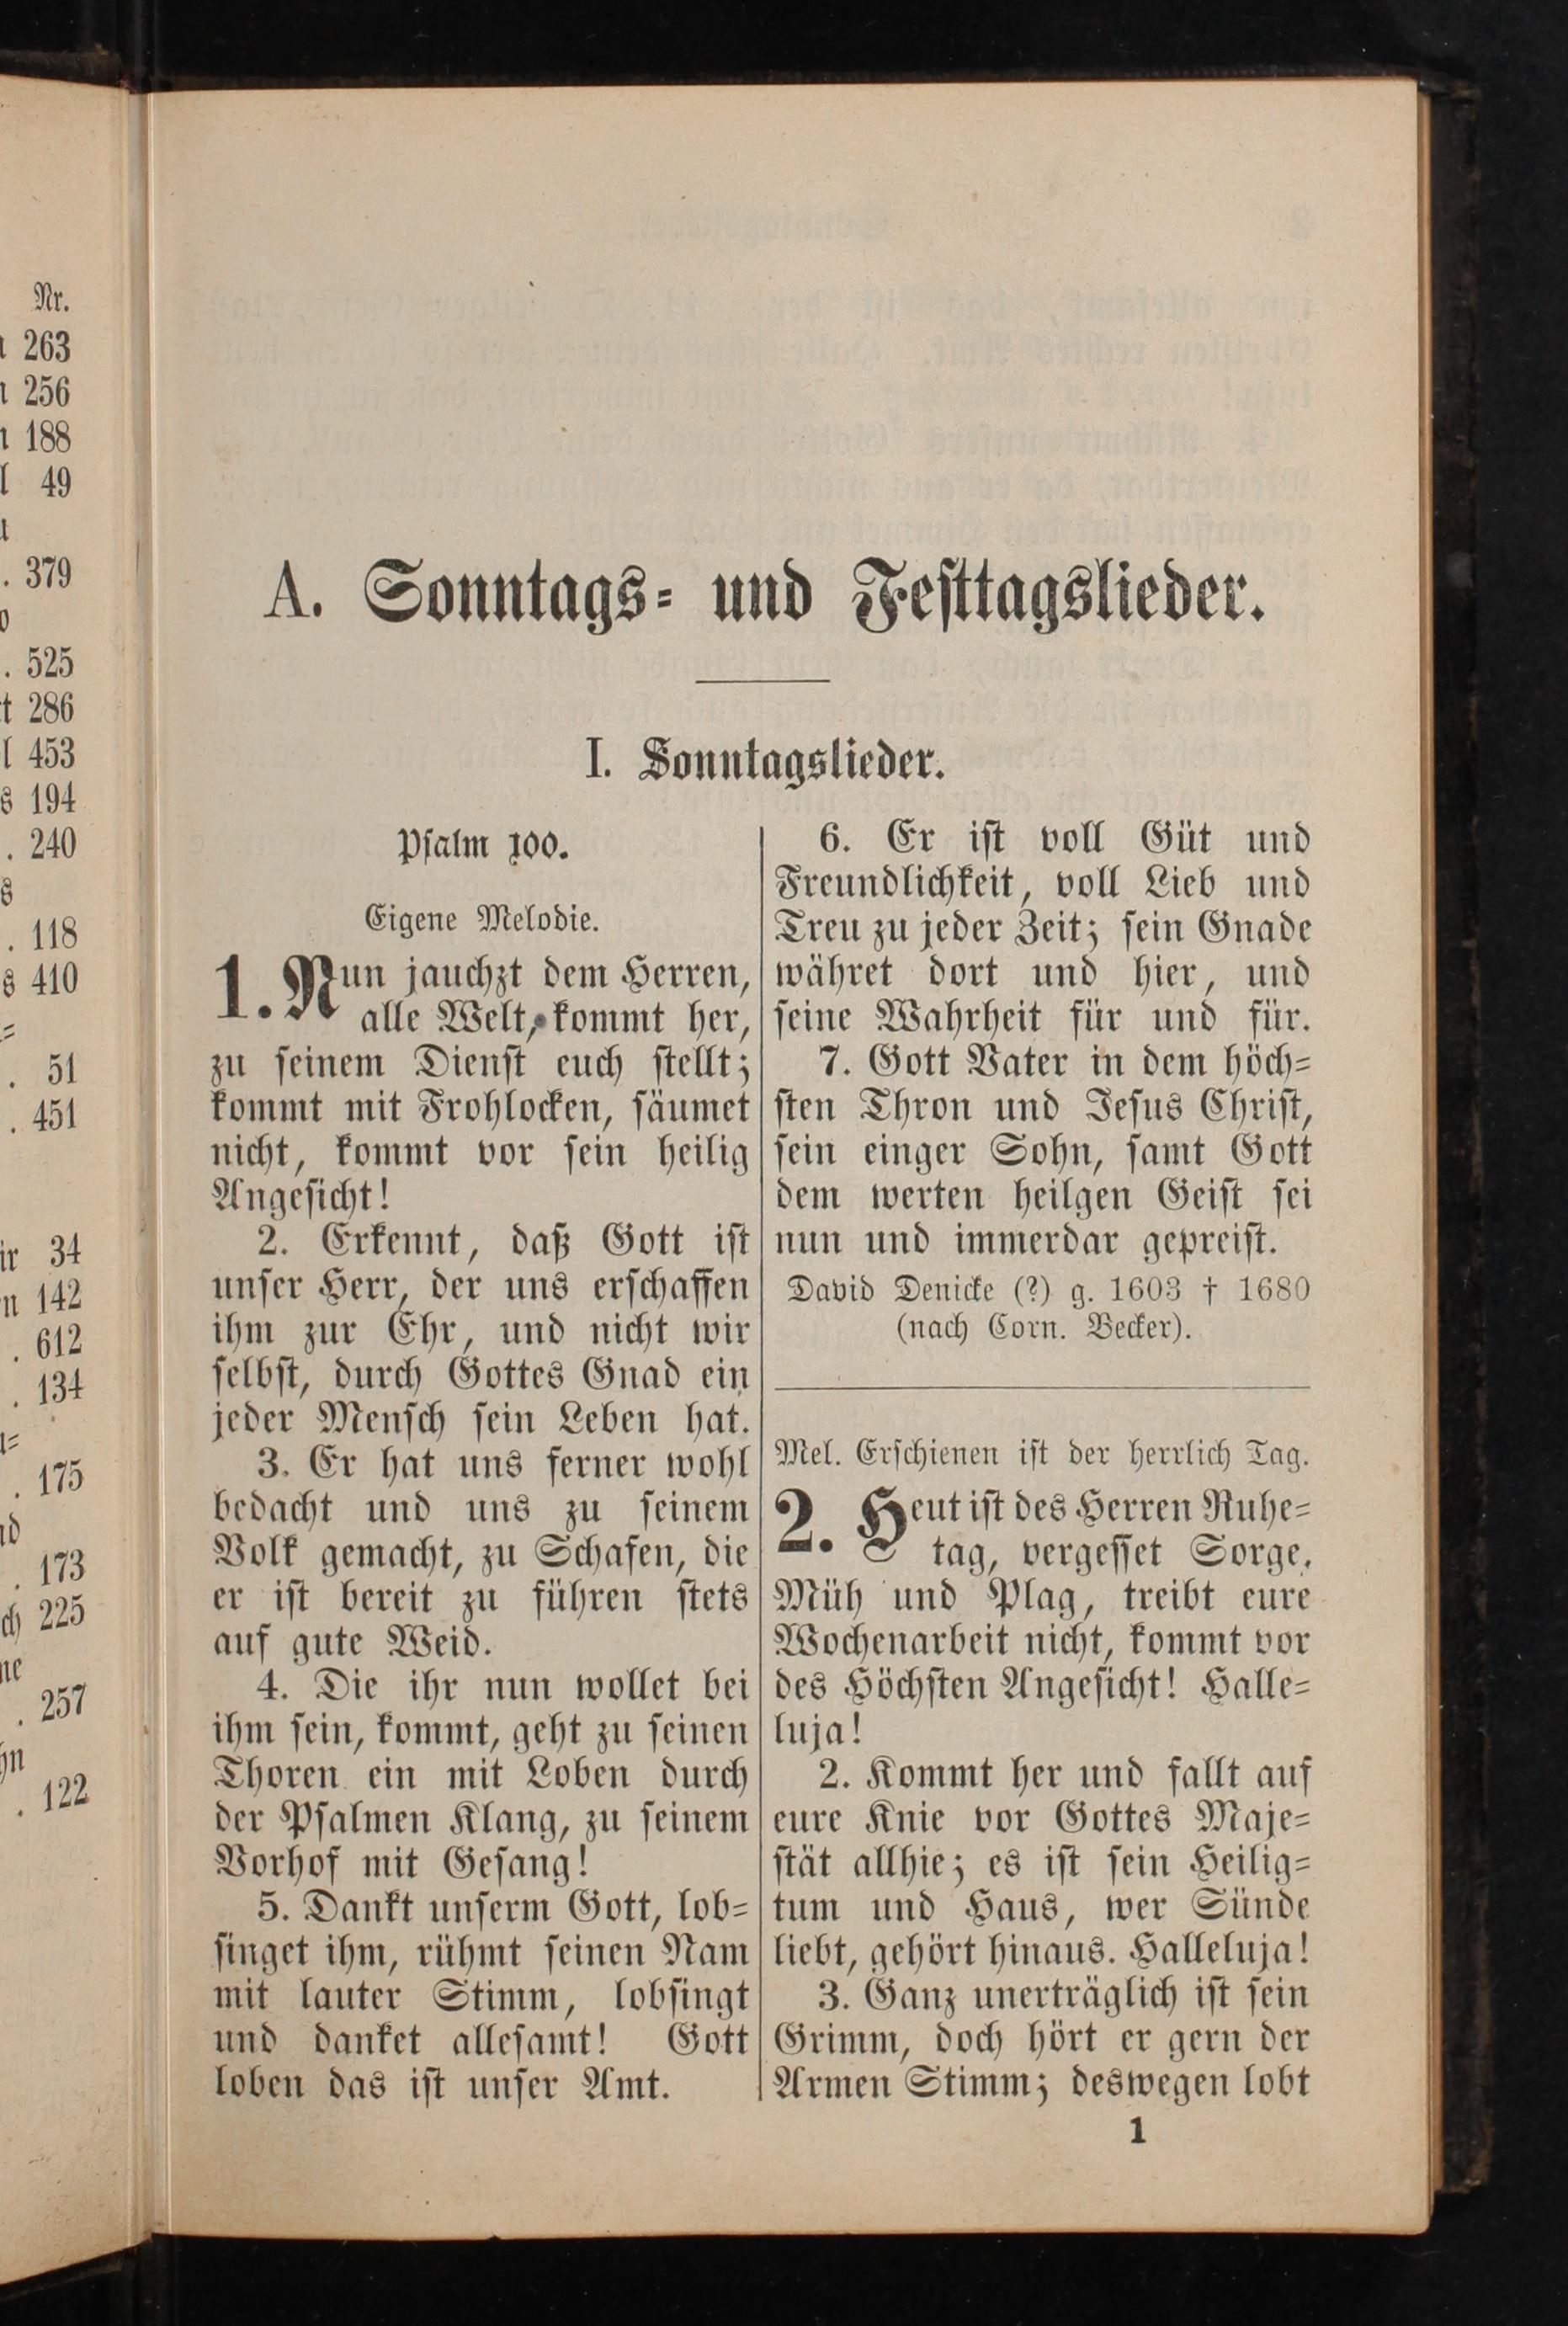 Nr.
263
256
188
49
. 379
. 525
286
453
194
. 240
. 118
410
. 51
. 451
34
142
. 612
. 134
. 175
. 173
225
. 257
. 122
A. Sonntags= und Feſttagslieder.
I. Sonntagslieder.
Pſalm 100.
Eigene Melodie.
1. Nun jauchzt dem Herren,
alle Welt, kommt her,
zu ſeinem Dienſt euch ſtellt;
kommt mit Frohlocken, ſäumet
nicht, kommt vor ſein heilig
Angeſicht!
2. Erkennt, daß Gott iſt
unſer Herr, der uns erſchaffen
ihm zur Ehr, und nicht wir
ſelbſt, durch Gottes Gnad ein
jeder Menſch ſein Leben hat.
3. Er hat uns ferner wohl
bedacht und uns zu ſeinem
Volk gemacht, zu Schafen, die
er iſt bereit zu führen ſtets
auf gute Weid.
4. Die ihr nun wollet bei
ihm ſein, kommt, geht zu ſeinen
Thoren ein mit Loben durch
der Pſalmen Klang, zu ſeinem
Vorhof mit Geſang!
5. Dankt unſerm Gott, lob=
ſinget ihm, rühmt ſeinen Nam
mit lauter Stimm, lobſingt
und danket alleſamt! Gott
loben das iſt unſer Amt.
6. Er iſt voll Güt und
Freundlichkeit, voll Lieb und
Treu zu jeder Zeit; ſein Gnade
währet dort und hier, und
ſeine Wahrheit für und für.
7. Gott Vater in dem höch=
ſten Thron und Jeſus Chriſt,
ſein einger Sohn, ſamt Gott
dem werten heilgen Geiſt ſei
nun und immerdar gepreiſt.
David Denicke (?) g. 1603 † 1680
(nach Corn. Becker).
Mel. Erſchienen iſt der herrlich Tag.
2. Heut iſt des Herren Ruhe=
tag, vergeſſet Sorge,
Müh und Plag, treibt eure
Wochenarbeit nicht, kommt vor
des Höchſten Angeſicht! Halle=
luja!
2. Kommt her und fallt auf
eure Knie vor Gottes Maje=
ſtät allhie; es iſt ſein Heilig=
tum und Haus, wer Sünde
liebt, gehört hinaus. Halleluja!
3. Ganz unerträglich iſt ſein
Grimm, doch hört er gern der
Armen Stimm; deswegen lobt
1